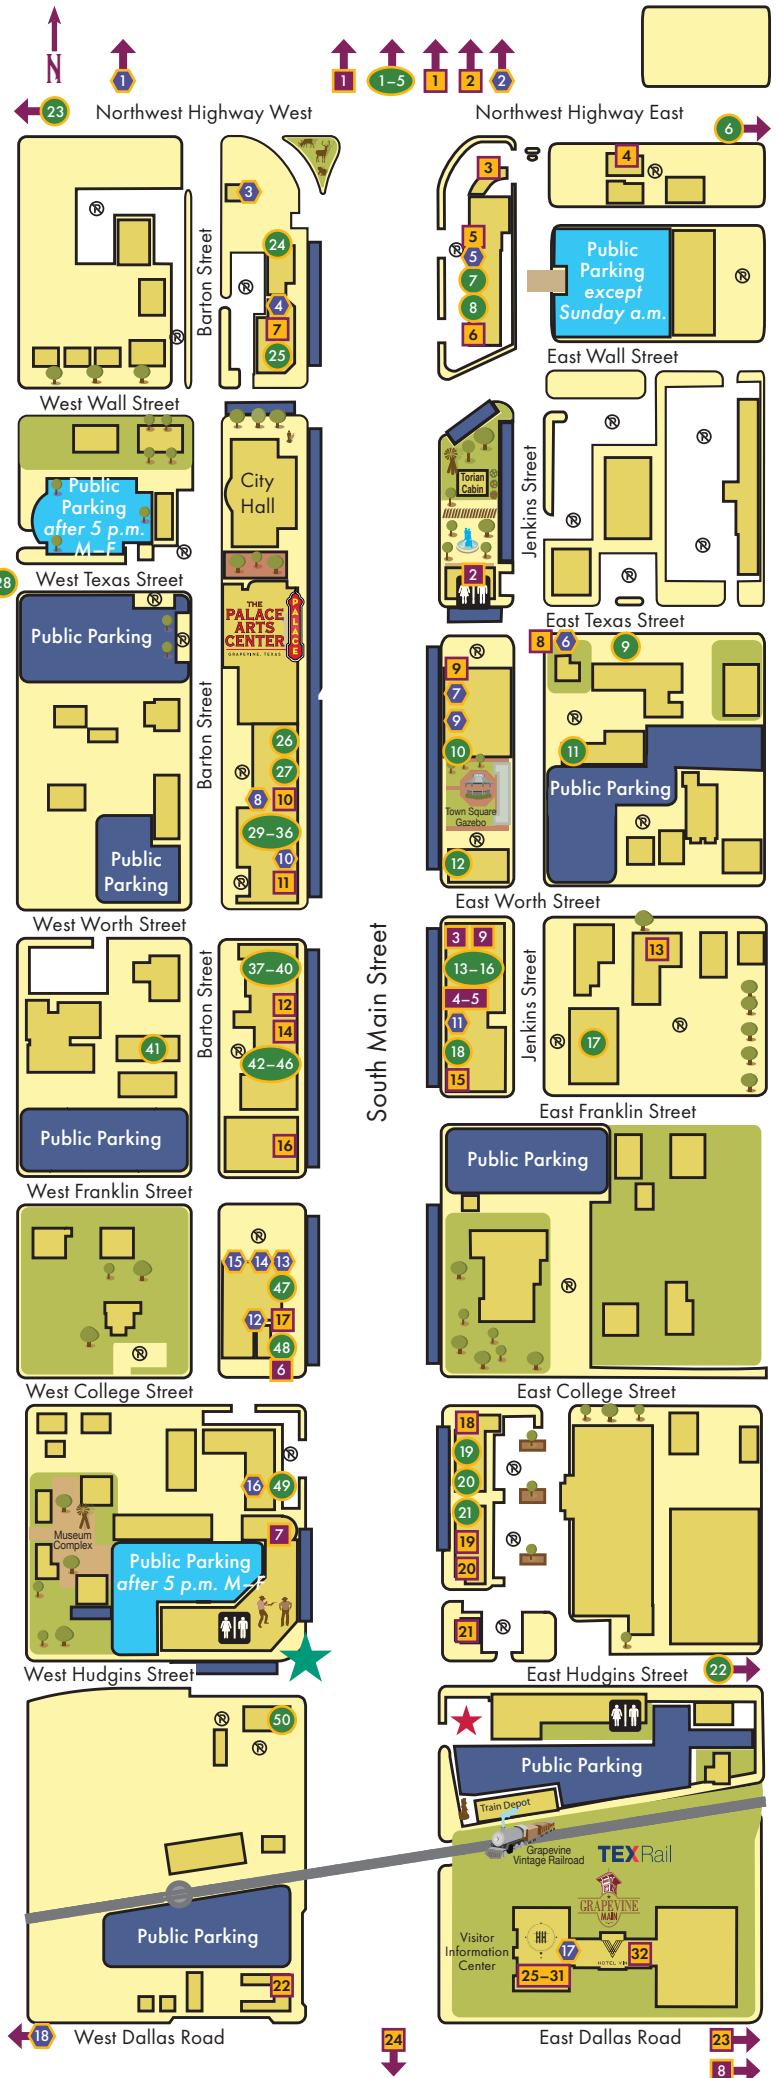 N
1
1
1–5
1
2
2
23
Northwest Highway West
Northwest Highway East
6
3
4
3
24
5
5
7
8
6
4
7
25
Barton Street
Public
Parking
except
Sunday a.m.
East Wall Street
West Wall Street
City
Hall
Torian
Cabin
Jenkins Street
Public
Parking
after 5 p.m.
M–F
2
28
West Texas Street
East Texas Street
Public Parking
THE
PALACE
ARTS
CENTER
GRAPEVINE, TEXAS
PALACE
8
6
9
9
7
9
10
11
Barton Street
26
27
8
10
29–36
10
11
Public Parking
Town Square
Gazebo
12
Public
Parking
West Worth Street
East Worth Street
South Main Street
3
9
13–16
4–5
11
18
15
13
17
Jenkins Street
Barton Street
37–40
12
14
42–46
16
41
Public Parking
East Franklin Street
West Franklin Street
Public Parking
15
14
13
47
12
17
48
6
West College Street
East College Street
18
19
20
21
19
20
21
16
49
7
Museum
Complex
Public Parking
after 5 p.m. M–F
West Hudgins Street
East Hudgins Street
22
50
Public Parking
Train Depot
Grapevine
Vintage Railroad
TEXRail
GRAPEVINE
MAIN
Public Parking
Visitor
Information
Center
17
HOTEL VIN
32
25–31
22
18
West Dallas Road
24
East Dallas Road
23
8